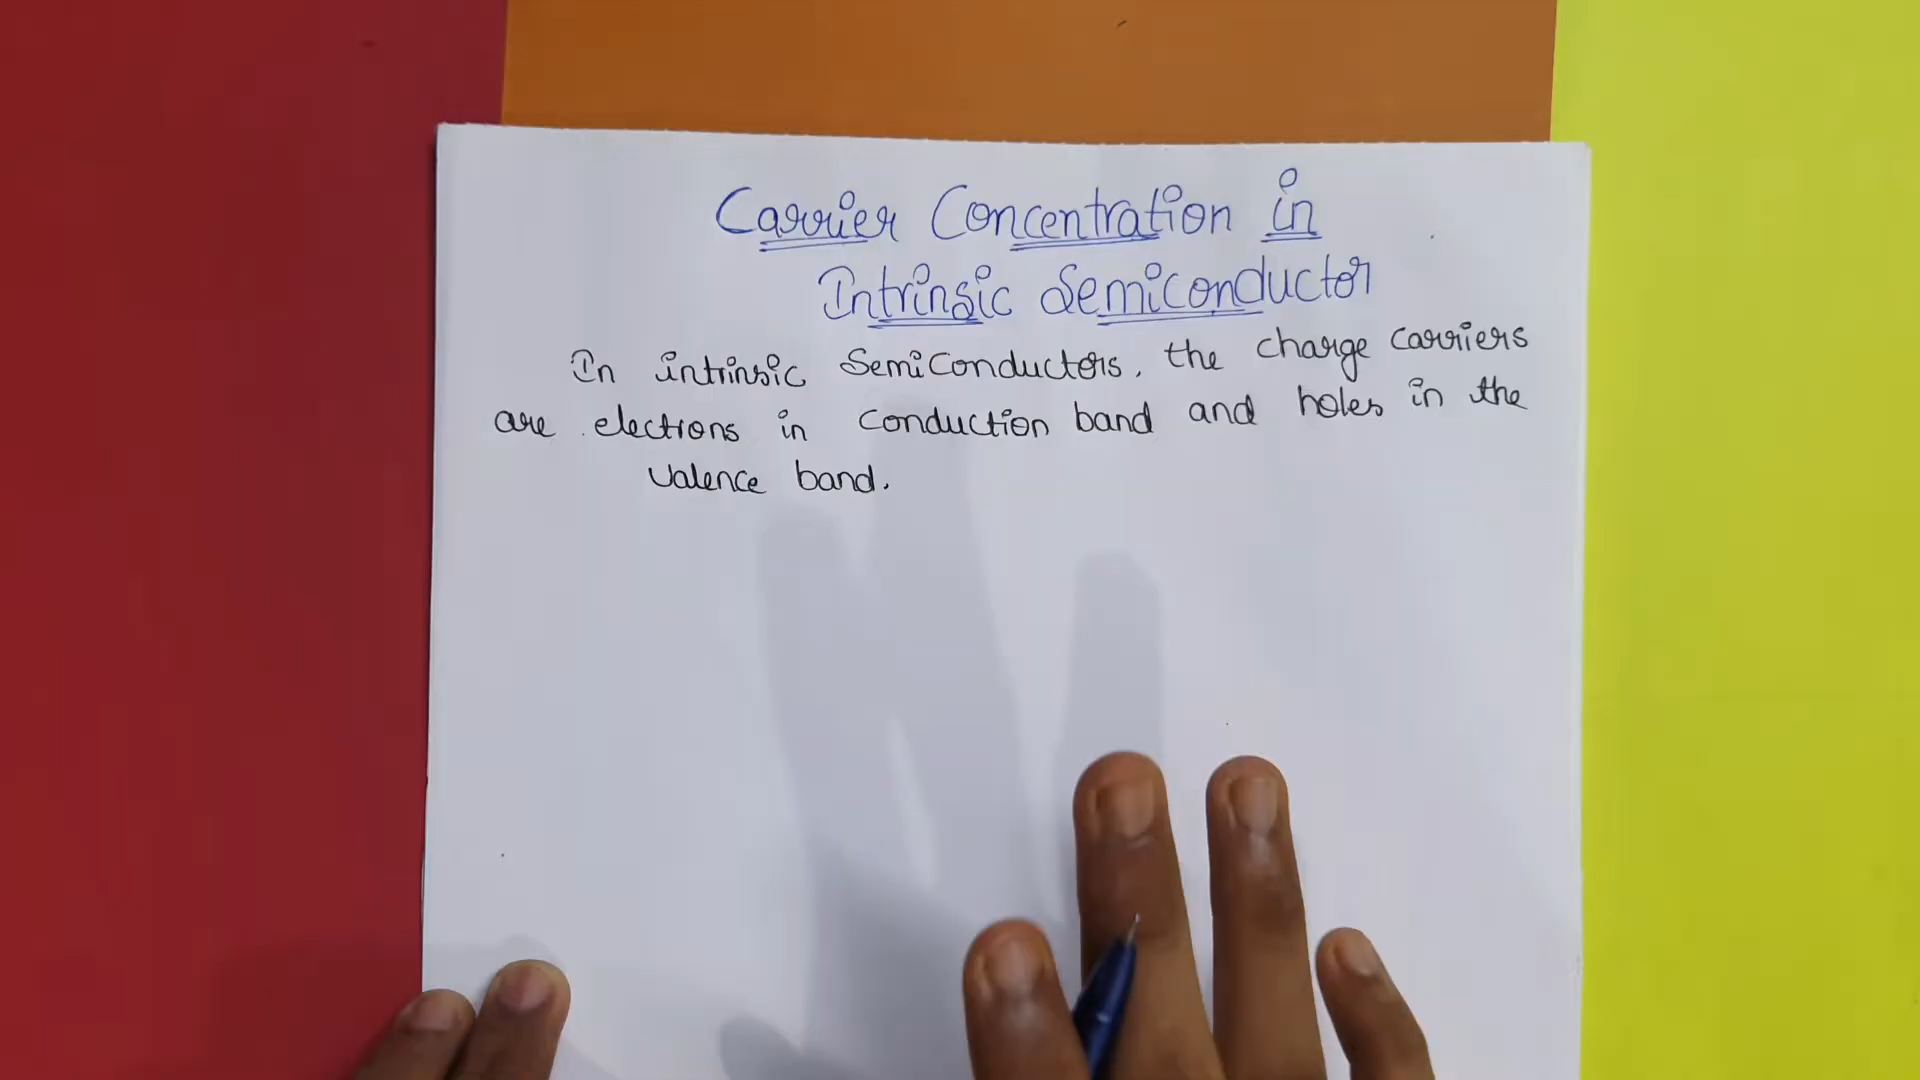 Carrier Concentration in
Intrinsic Semiconductor
In intrinsic SemiConductors, the charge carriers
are electrons in conduction band and holes in the
valence band.